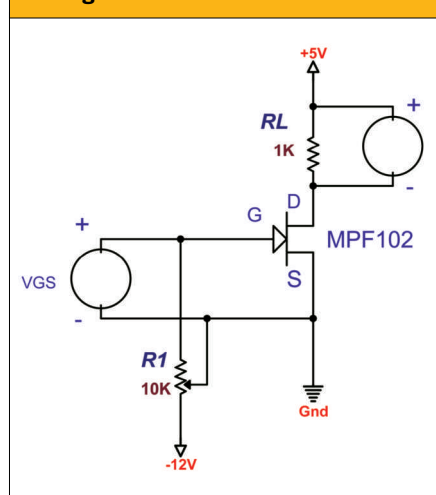 +5V
RL
1K
+
-
G
D
S
MPF102
+
VGS
-
R1
10K
Gnd
-12V